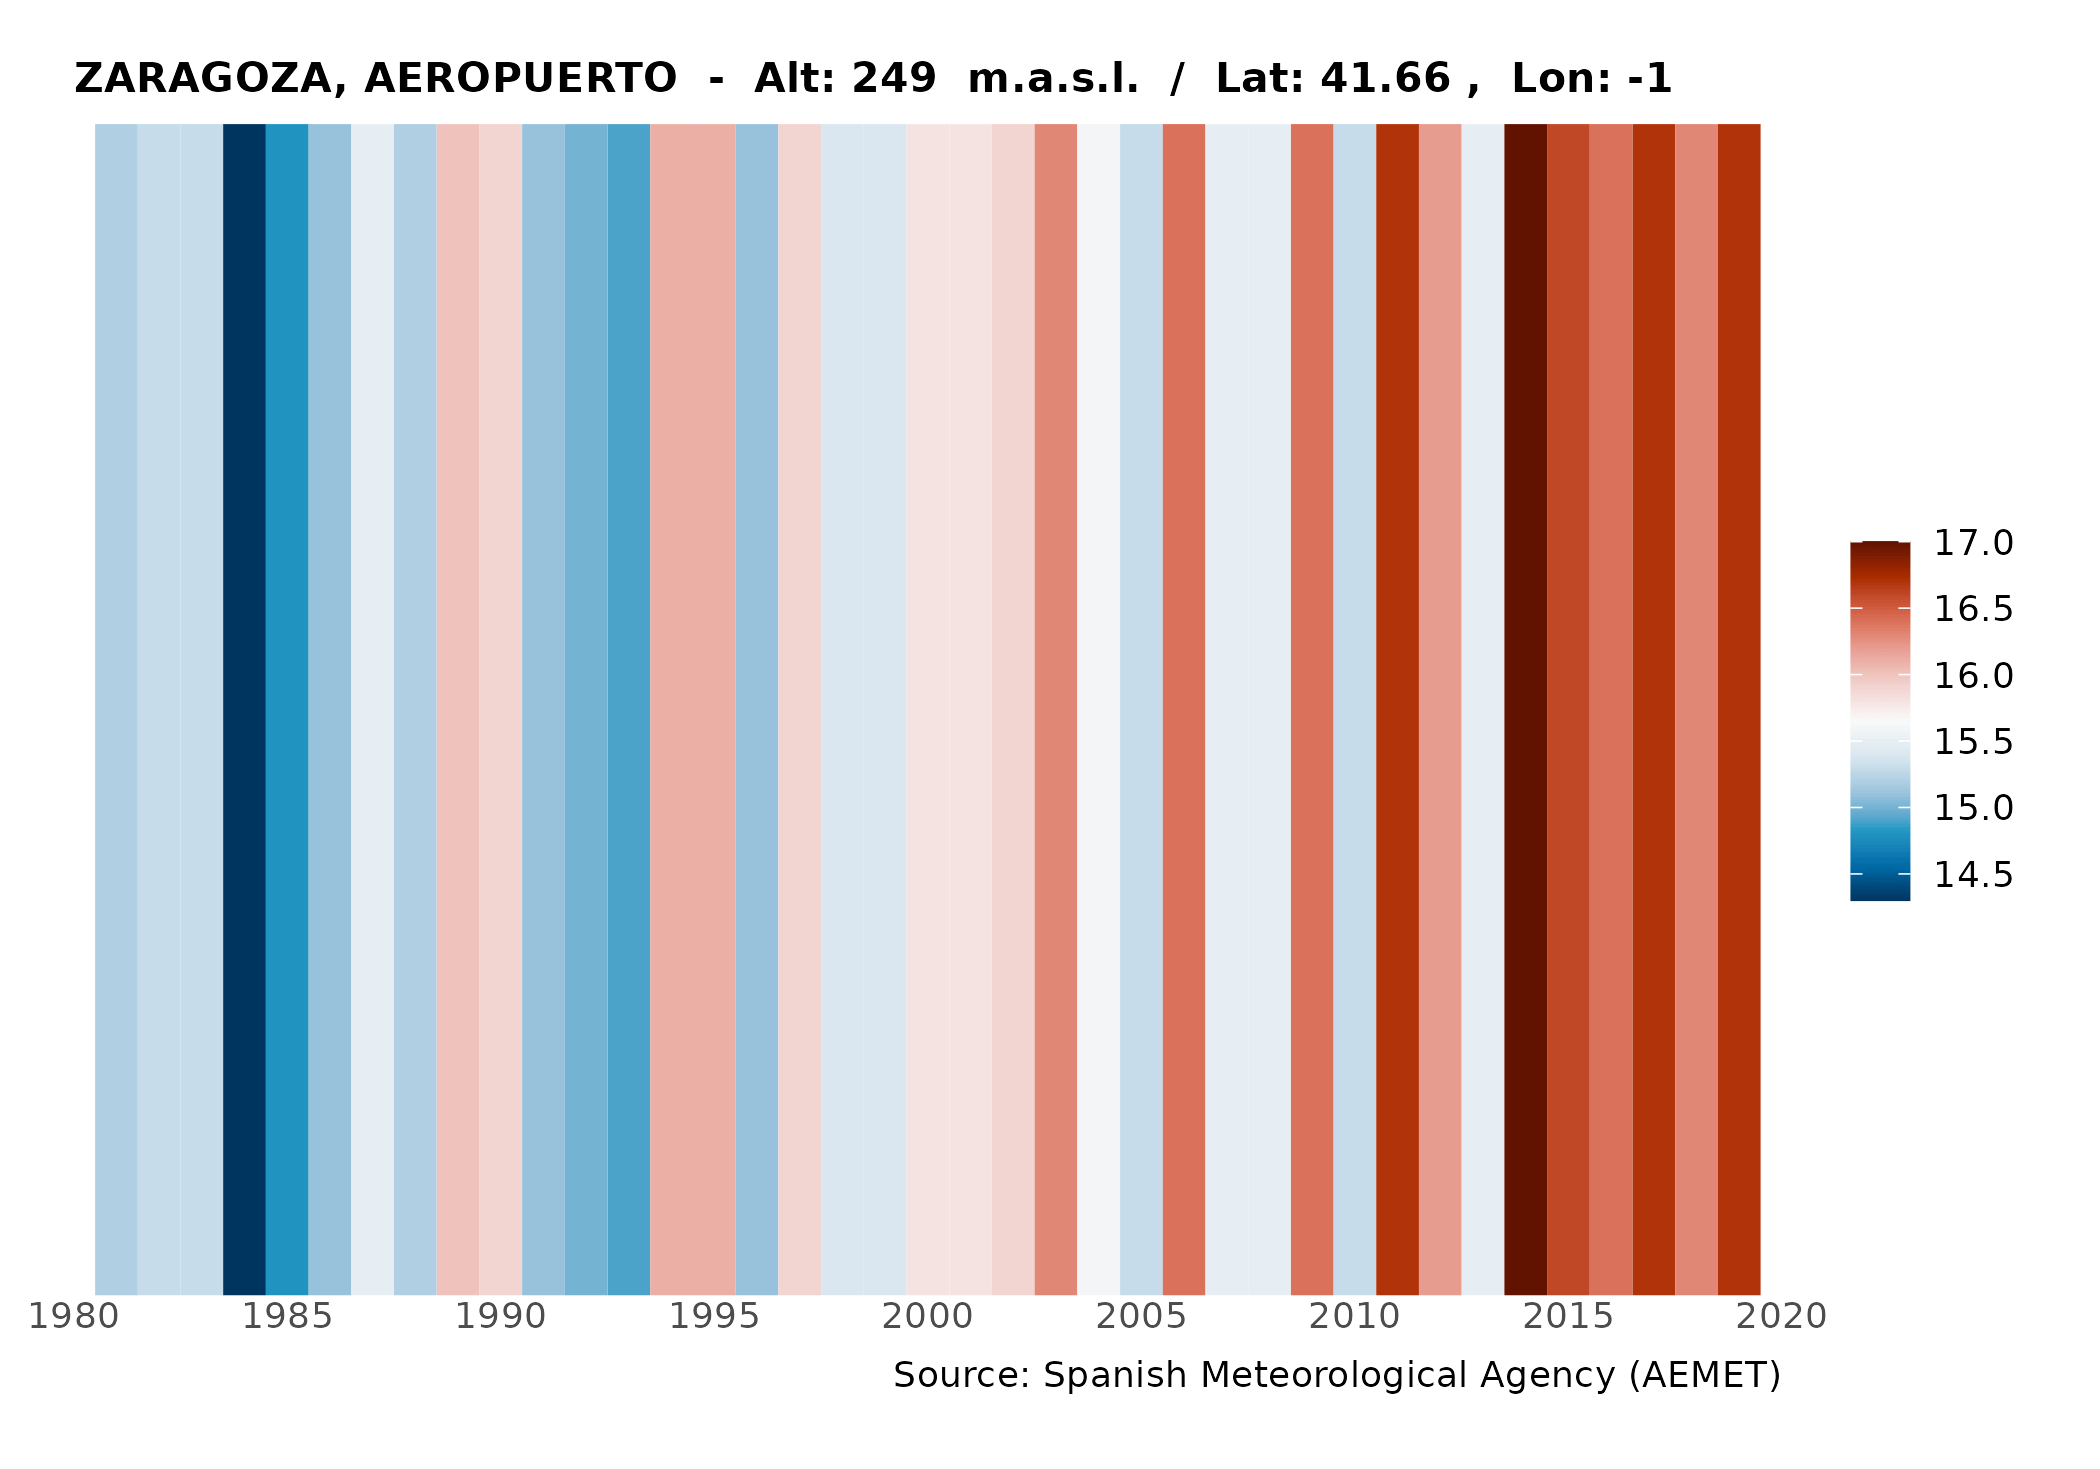 ZARAGOZA, AEROPUERTO - Alt: 249 m.a.s.l. / Lat: 41.66 , Lon: -1
17.0
16.5
16.0
15.5
15.0
14.5
1980 1985 1990 1995 2000 2005 2010 2015 2020
Source: Spanish Meteorological Agency (AEMET)